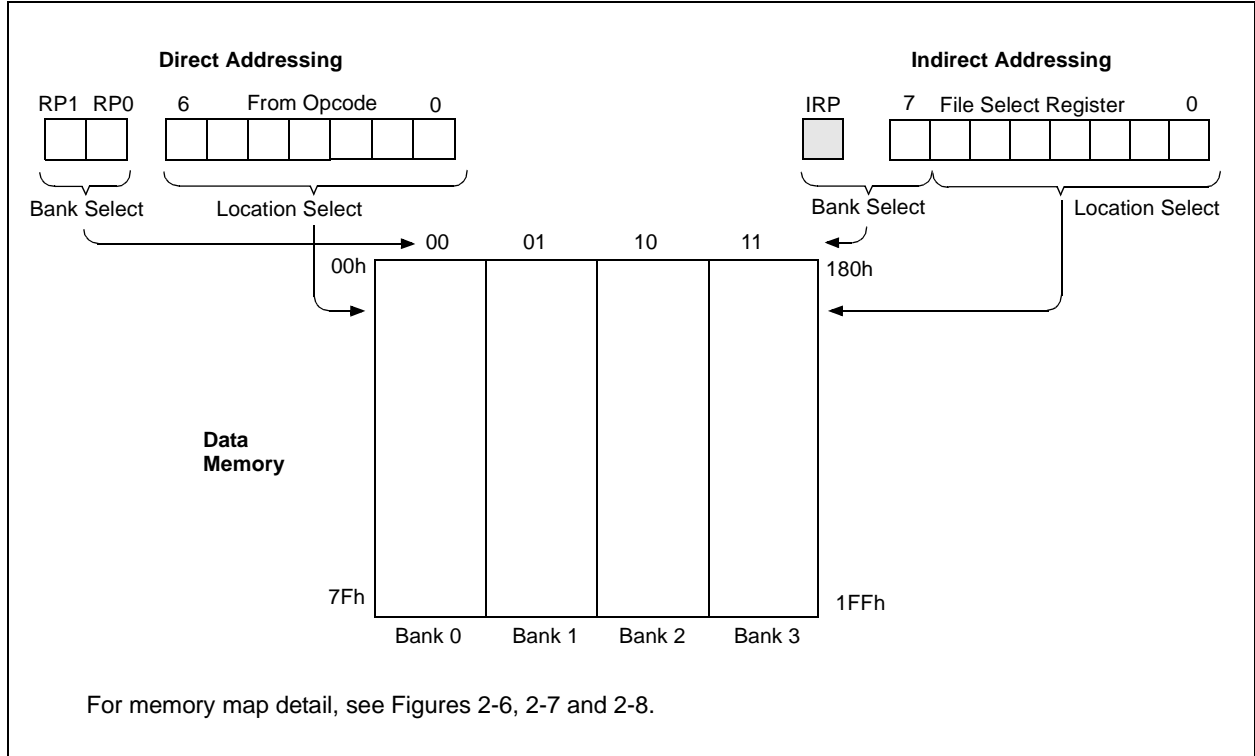 Direct Addressing
Indirect Addressing
RP1 RP0 6 From Opcode 0
IRP 7 File Select Register 0
Bank Select Location Select
Bank Select Location Select
00 01 10 11
00h 180h
Data
Memory
7Fh 1FFh
Bank 0 Bank 1 Bank 2 Bank 3
For memory map detail, see Figures 2-6, 2-7 and 2-8.